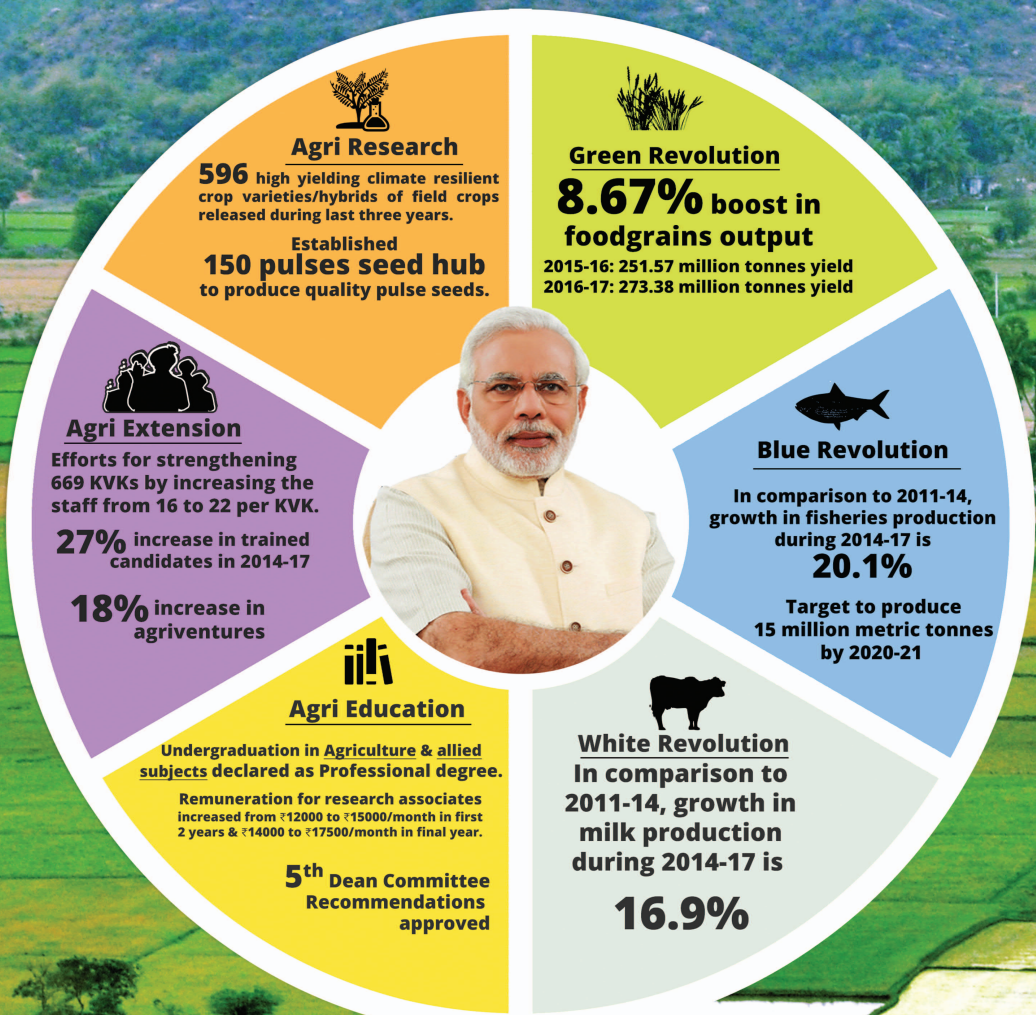 Agri Research
596 high yielding climate resilient
crop varieties/hybrids of field crops
released during last three years.
Established
150 pulses seed hub
to produce quality pulse seeds.
Green Revolution
8.67% boost in
foodgrains output
2015-16: 251.57 million tonnes yield
2016-17: 273.38 million tonnes yield
Blue Revolution
In comparison to 2011-14,
growth in fisheries production
during 2014-17 is
20.1%
Target to produce
15 million metric tonnes
by 2020-21
White Revolution
In comparison to
2011-14, growth in
milk production
during 2014-17 is
16.9%
Agri Education
Undergraduation in Agriculture & allied
subjects declared as Professional degree.
Remuneration for research associates
increased from ₹12000 to ₹15000/month in first
2 years & ₹14000 to ₹17500/month in final year.
5th Dean Committee
Recommendations
approved
Agri Extension
Efforts for strengthening
669 KVKs by increasing the
staff from 16 to 22 per KVK.
27% increase in trained
candidates in 2014-17
18% increase in
agriventures